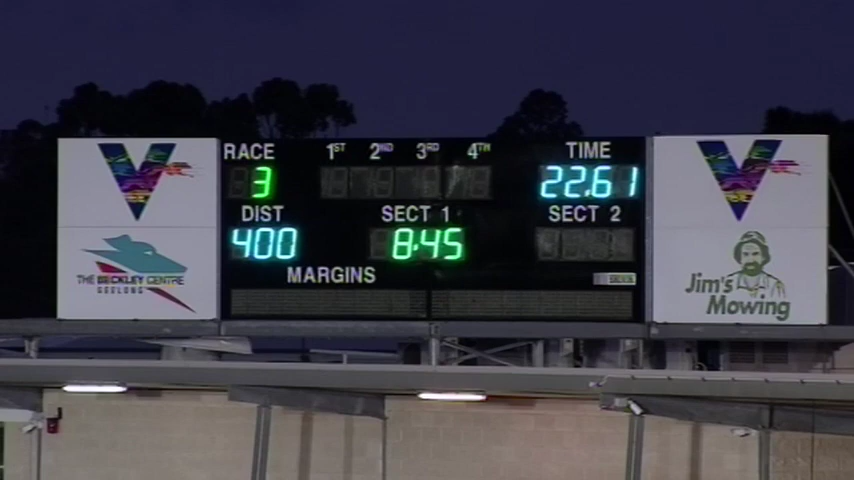 RACE 1ST 2ND 3RD 4TH TIME
3 22.61
DIST SECT 1 SECT 2
400 8.45
MARGINS
V
THE BECKLEY CENTRE
GEELONG
V
Jim's
Mowing